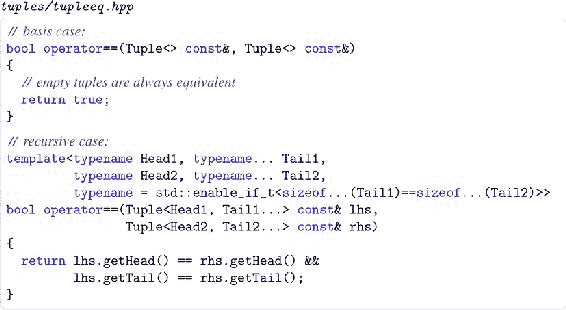 tuples/tupleeq.hpp
// basis case:
bool operator==(Tuple<> const&, Tuple<> const&)
{
// empty tuples are always equivalent
return true;
}
// recursive case:
template<typename Head1, typename... Tail1,
typename Head2, typename... Tail2,
typename = std::enable_if_t<sizeof...(Tail1)==sizeof...(Tail2)>>
bool operator==(Tuple<Head1, Tail1...> const& lhs,
Tuple<Head2, Tail2...> const& rhs)
{
return lhs.getHead() == rhs.getHead() &&
lhs.getTail() == rhs.getTail();
}